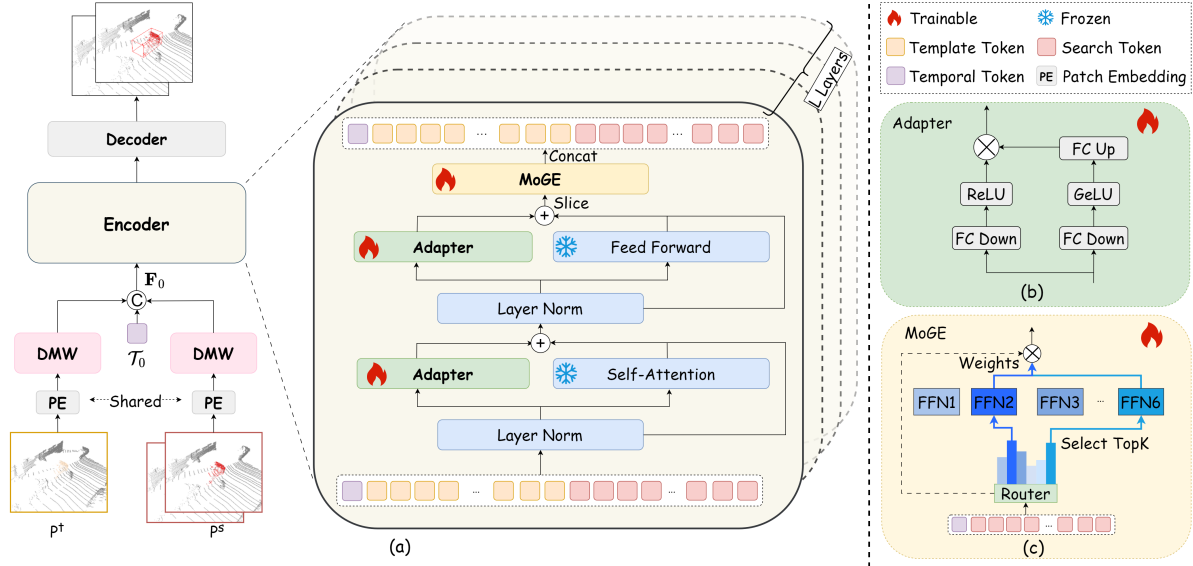 Decoder
Encoder
F₀
C
𝒯₀
DMW
DMW
PE
Shared
PE
Pᵗ
Pˢ
L Layers
...
...
Concat
MoGE
Slice
+
Adapter
Feed Forward
Layer Norm
+
Adapter
Self-Attention
Layer Norm
...
...
(a)
Trainable
Frozen
Template Token
Search Token
Temporal Token
PE Patch Embedding
Adapter
FC Up
ReLU
GeLU
FC Down
FC Down
(b)
MoGE
Weights
FFN1
FFN2
FFN3
...
FFN6
Select TopK
Router
...
(c)